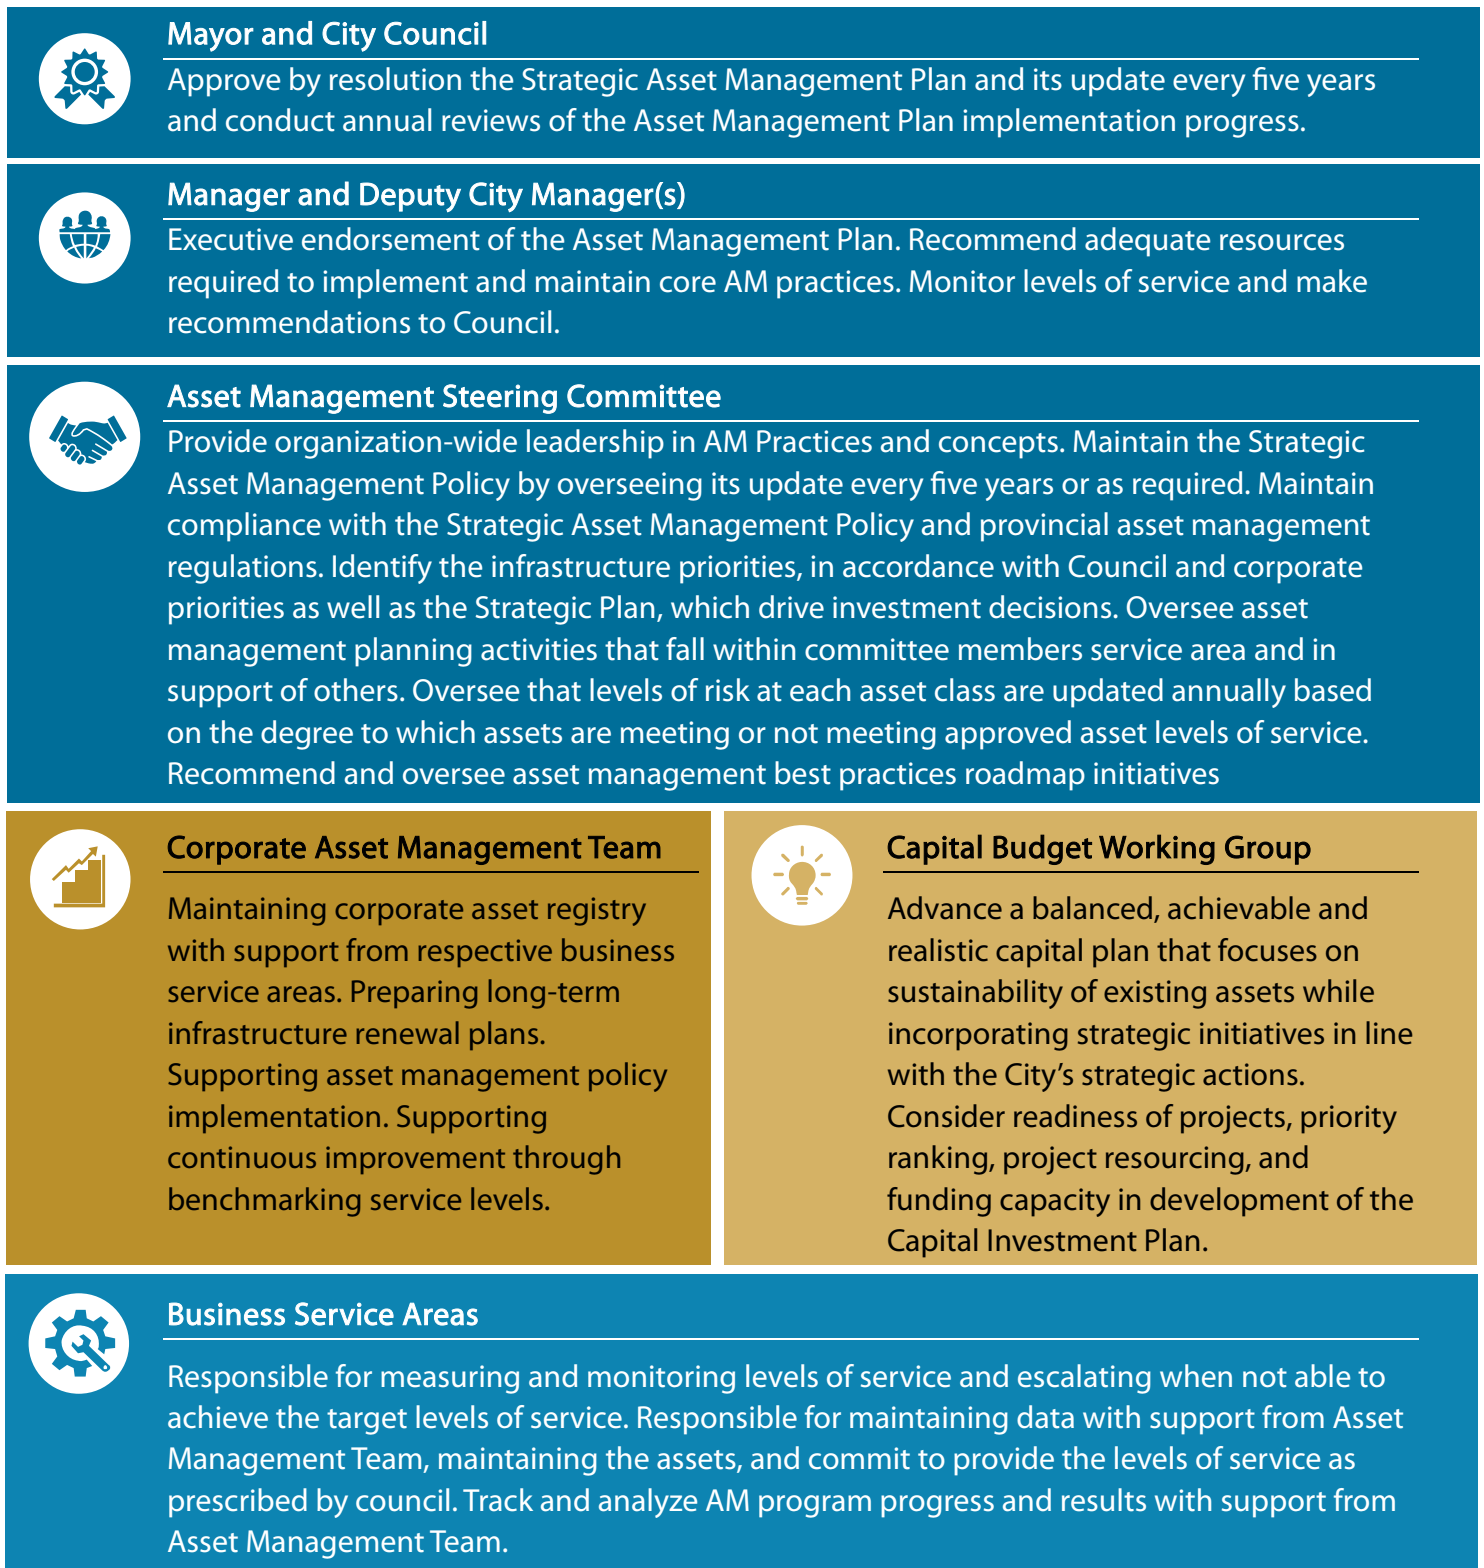 Mayor and City Council
Approve by resolution the Strategic Asset Management Plan and its update every five years
and conduct annual reviews of the Asset Management Plan implementation progress.
Manager and Deputy City Manager(s)
Executive endorsement of the Asset Management Plan. Recommend adequate resources
required to implement and maintain core AM practices. Monitor levels of service and make
recommendations to Council.
Asset Management Steering Committee
Provide organization-wide leadership in AM Practices and concepts. Maintain the Strategic
Asset Management Policy by overseeing its update every five years or as required. Maintain
compliance with the Strategic Asset Management Policy and provincial asset management
regulations. Identify the infrastructure priorities, in accordance with Council and corporate
priorities as well as the Strategic Plan, which drive investment decisions. Oversee asset
management planning activities that fall within committee members service area and in
support of others. Oversee that levels of risk at each asset class are updated annually based
on the degree to which assets are meeting or not meeting approved asset levels of service.
Recommend and oversee asset management best practices roadmap initiatives
Corporate Asset Management Team
Maintaining corporate asset registry
with support from respective business
service areas. Preparing long-term
infrastructure renewal plans.
Supporting asset management policy
implementation. Supporting
continuous improvement through
benchmarking service levels.
Capital Budget Working Group
Advance a balanced, achievable and
realistic capital plan that focuses on
sustainability of existing assets while
incorporating strategic initiatives in line
with the City’s strategic actions.
Consider readiness of projects, priority
ranking, project resourcing, and
funding capacity in development of the
Capital Investment Plan.
Business Service Areas
Responsible for measuring and monitoring levels of service and escalating when not able to
achieve the target levels of service. Responsible for maintaining data with support from Asset
Management Team, maintaining the assets, and commit to provide the levels of service as
prescribed by council. Track and analyze AM program progress and results with support from
Asset Management Team.